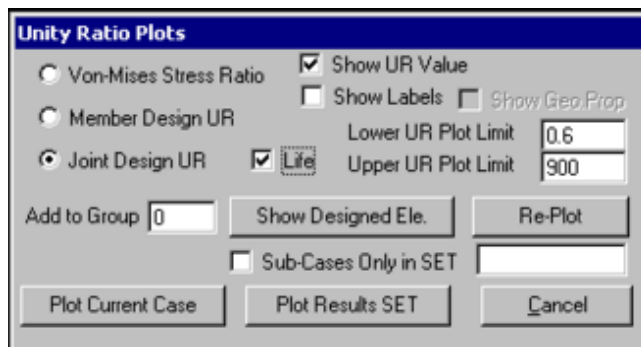 Unity Ratio Plots
Von-Mises Stress Ratio
Show UR Value
Show Labels Show Geo Prop
Member Design UR
Lower UR Plot Limit 0.6
Joint Design UR Life Upper UR Plot Limit 900
Add to Group 0 Show Designed Ele. Re-Plot
Sub-Cases Only in SET
Plot Current Case Plot Results SET Cancel